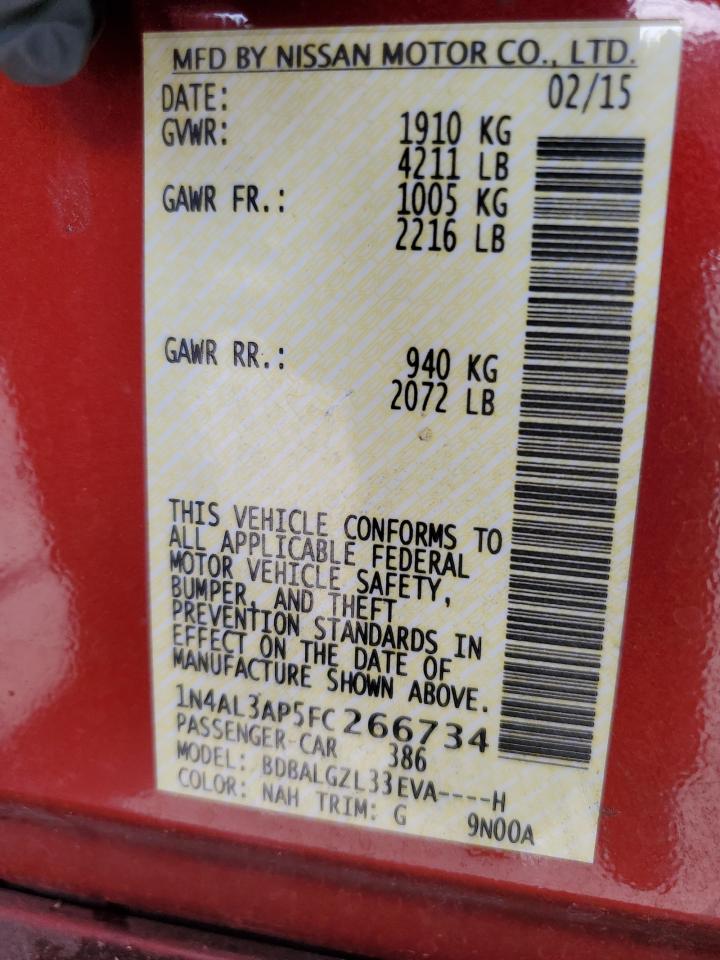 MFD BY NISSAN MOTOR CO., LTD.
DATE: 02/15
GVWR: 1910 KG
4211 LB
GAWR FR.: 1005 KG
2216 LB
GAWR RR.: 940 KG
2072 LB
THIS VEHICLE CONFORMS TO
ALL APPLICABLE FEDERAL
MOTOR VEHICLE SAFETY,
BUMPER, AND THEFT
PREVENTION STANDARDS IN
EFFECT ON THE DATE OF
MANUFACTURE SHOWN ABOVE.
1N4AL3AP5FC266734
PASSENGER CAR 386
MODEL: BDBALGZL33EVA----H
COLOR: NAH TRIM: G 9N00A